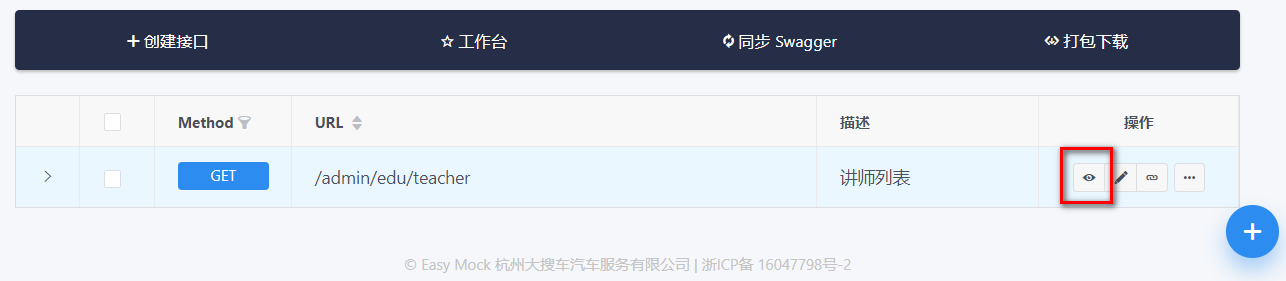 创建接口 工作台 同步 Swagger 打包下载
Method URL 描述 操作
GET /admin/edu/teacher 讲师列表
© Easy Mock 杭州大搜车汽车服务有限公司 | 浙ICP备 16047798号-2